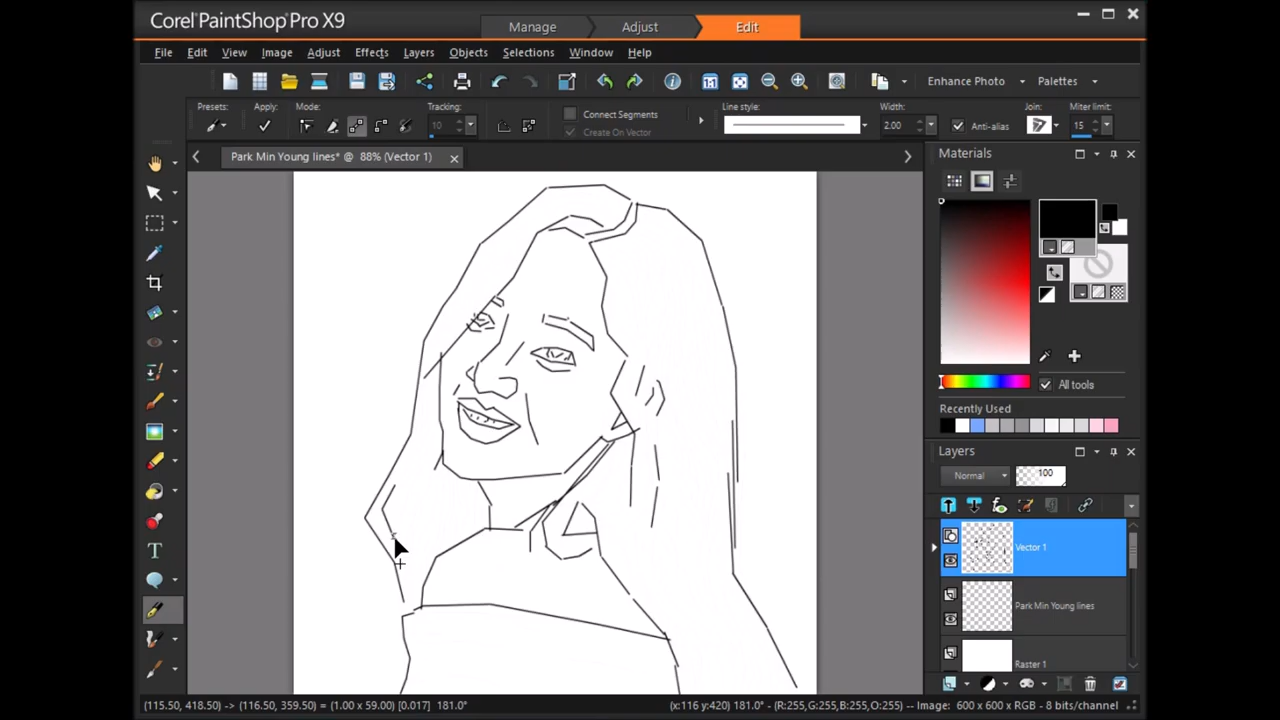 Corel PaintShop Pro X9
Manage Adjust Edit
File Edit View Image Adjust Effects Layers Objects Selections Window Help
Enhance Photo Palettes
Presets: Apply: Mode: Tracking: Connect Segments Line style: Width: Join: Miter limit:
10 Create On Vector 2.00 Anti-alias 15
Park Min Young lines* @ 88% (Vector 1)
Materials
All tools
Recently Used
Layers
Normal 100
Vector 1
Park Min Young lines
Raster 1
(115.50, 418.50) -> (116.50, 359.50) = (1.00 x 59.00) [0.017] 181.0° (x:116 y:420) 181.0° - (R:255,G:255,B:255,O:255) -- Image: 600 x 600 x RGB - 8 bits/channel